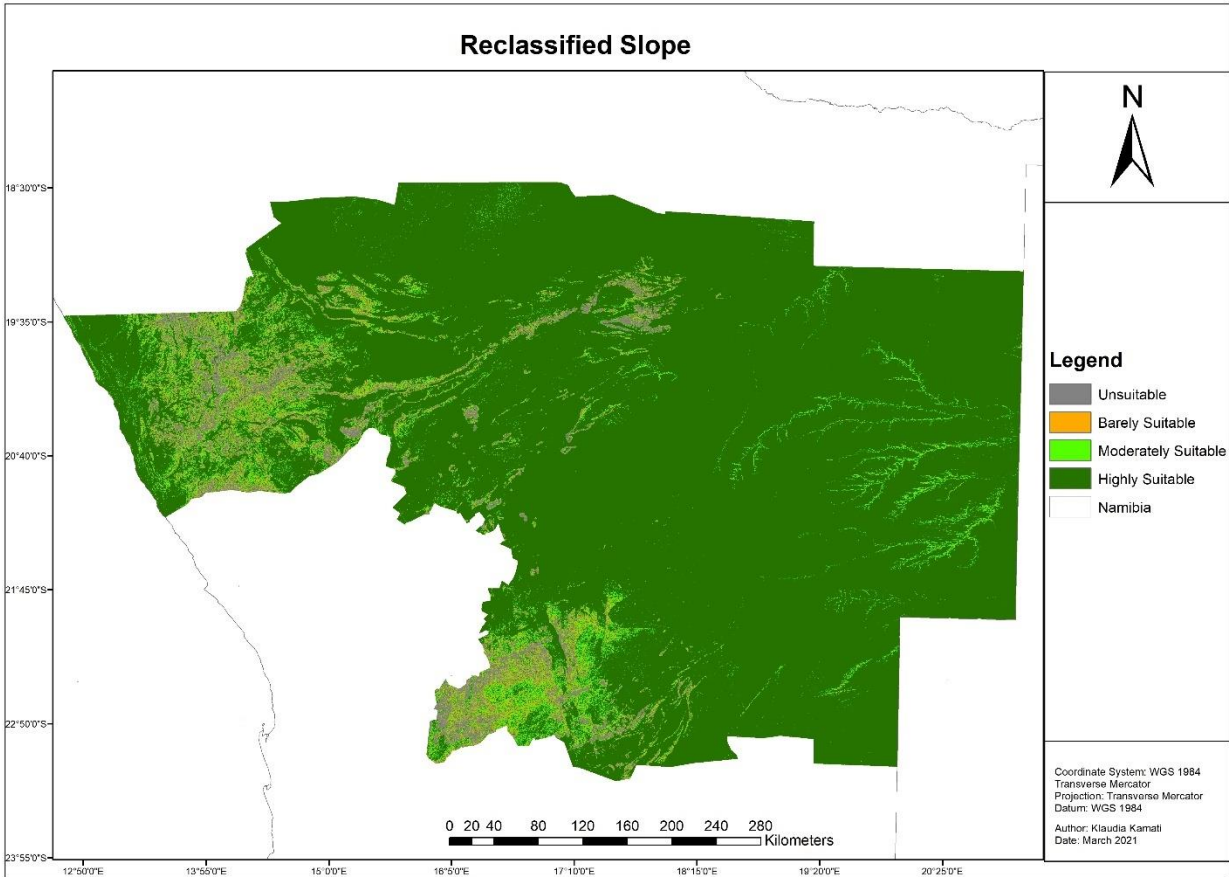 Reclassified Slope
N
18°30'0"S
19°35'0"S
20°40'0"S
21°45'0"S
22°50'0"S
23°55'0"S
12°50'0"E
13°55'0"E
15°0'0"E
16°5'0"E
17°10'0"E
18°15'0"E
19°20'0"E
20°25'0"E
0 20 40 80 120 160 200 240 280
Kilometers
Legend
Unsuitable
Barely Suitable
Moderately Suitable
Highly Suitable
Namibia
Coordinate System: WGS 1984
Transverse Mercator
Projection: Transverse Mercator
Datum: WGS 1984
Author: Klaudia Kamati
Date: March 2021